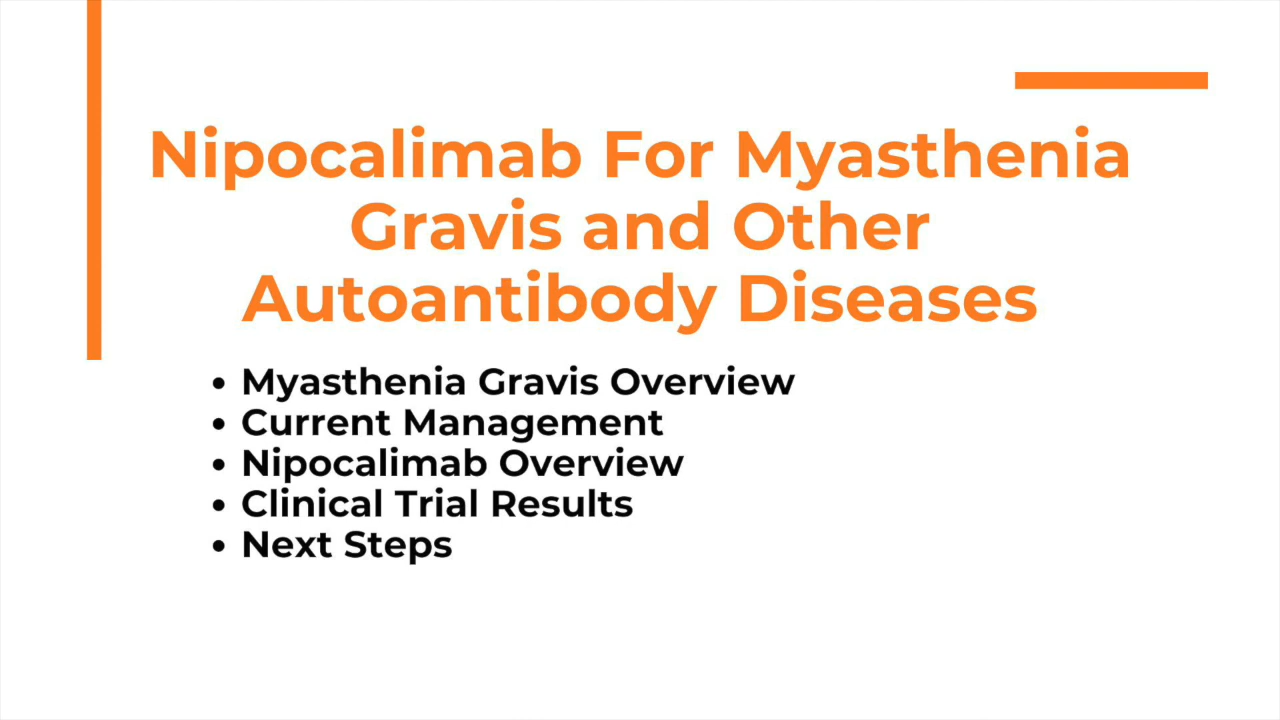 Nipocalimab For Myasthenia
Gravis and Other
Autoantibody Diseases
• Myasthenia Gravis Overview
• Current Management
• Nipocalimab Overview
• Clinical Trial Results
• Next Steps